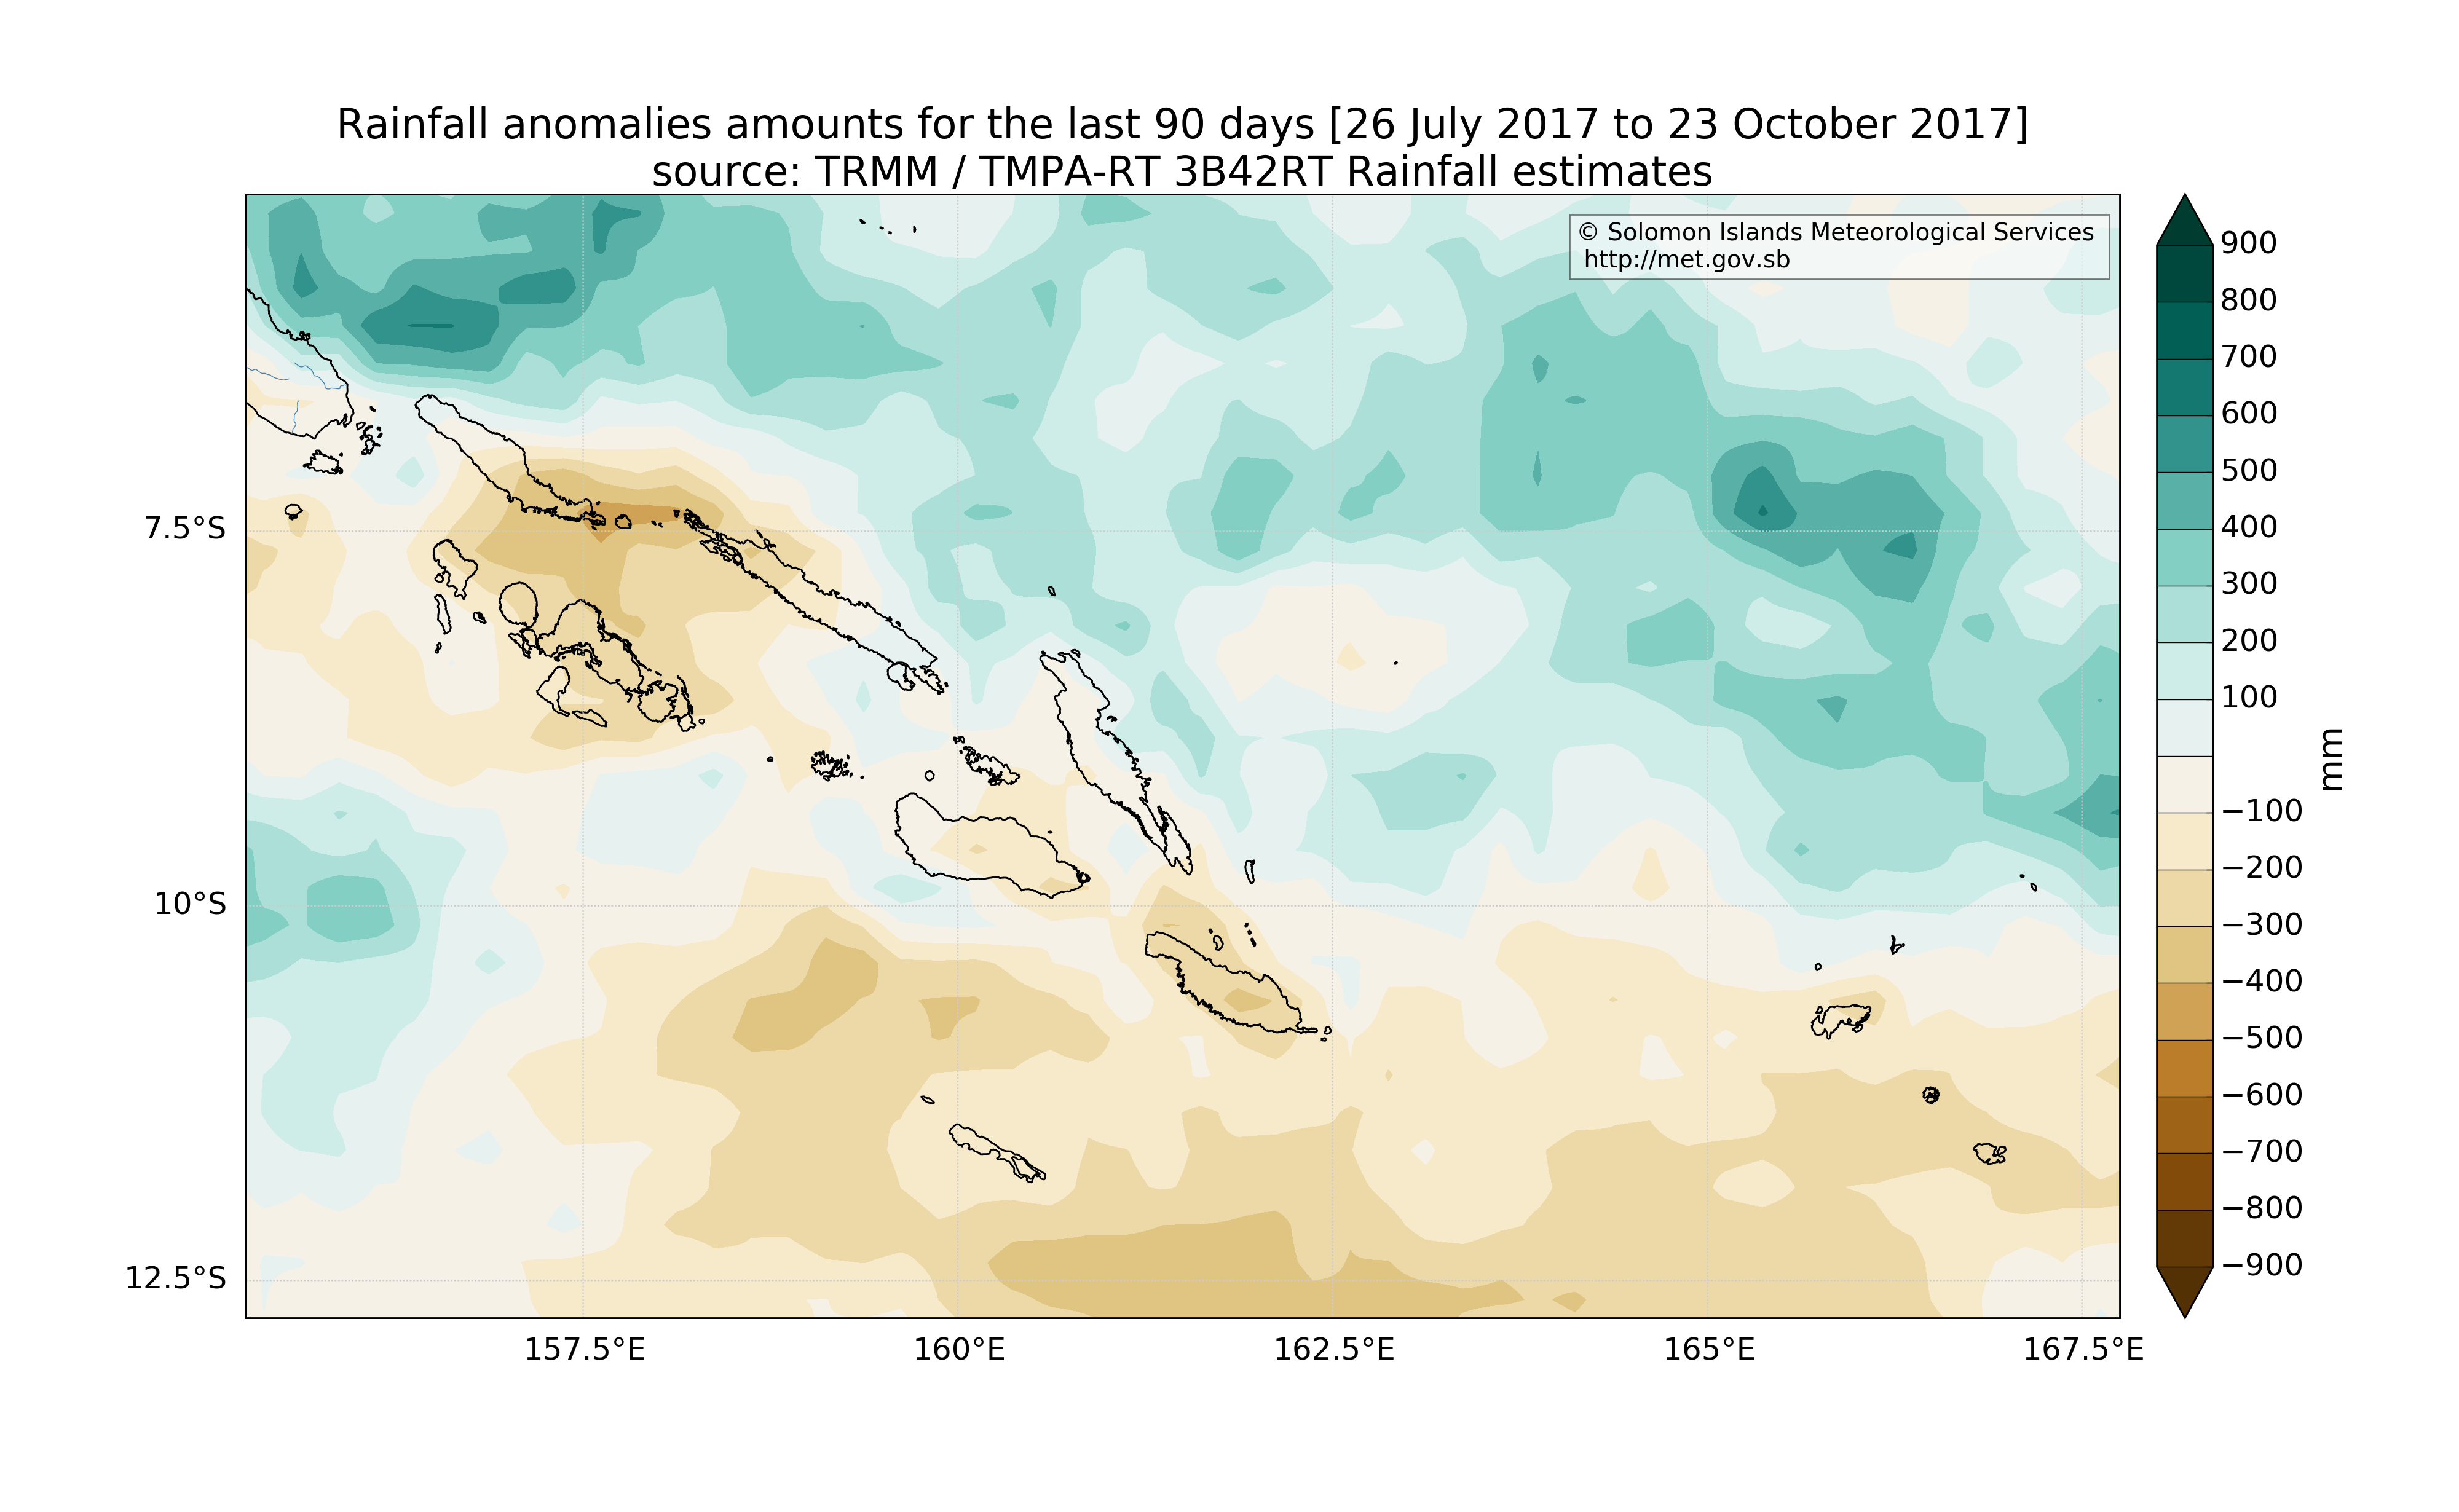 Rainfall anomalies amounts for the last 90 days [26 July 2017 to 23 October 2017]
source: TRMM / TMPA-RT 3B42RT Rainfall estimates
© Solomon Islands Meteorological Services
http://met.gov.sb
7.5°S
10°S
12.5°S
157.5°E
160°E
162.5°E
165°E
167.5°E
900
800
700
600
500
400
300
200
100
−100
−200
−300
−400
−500
−600
−700
−800
−900
mm